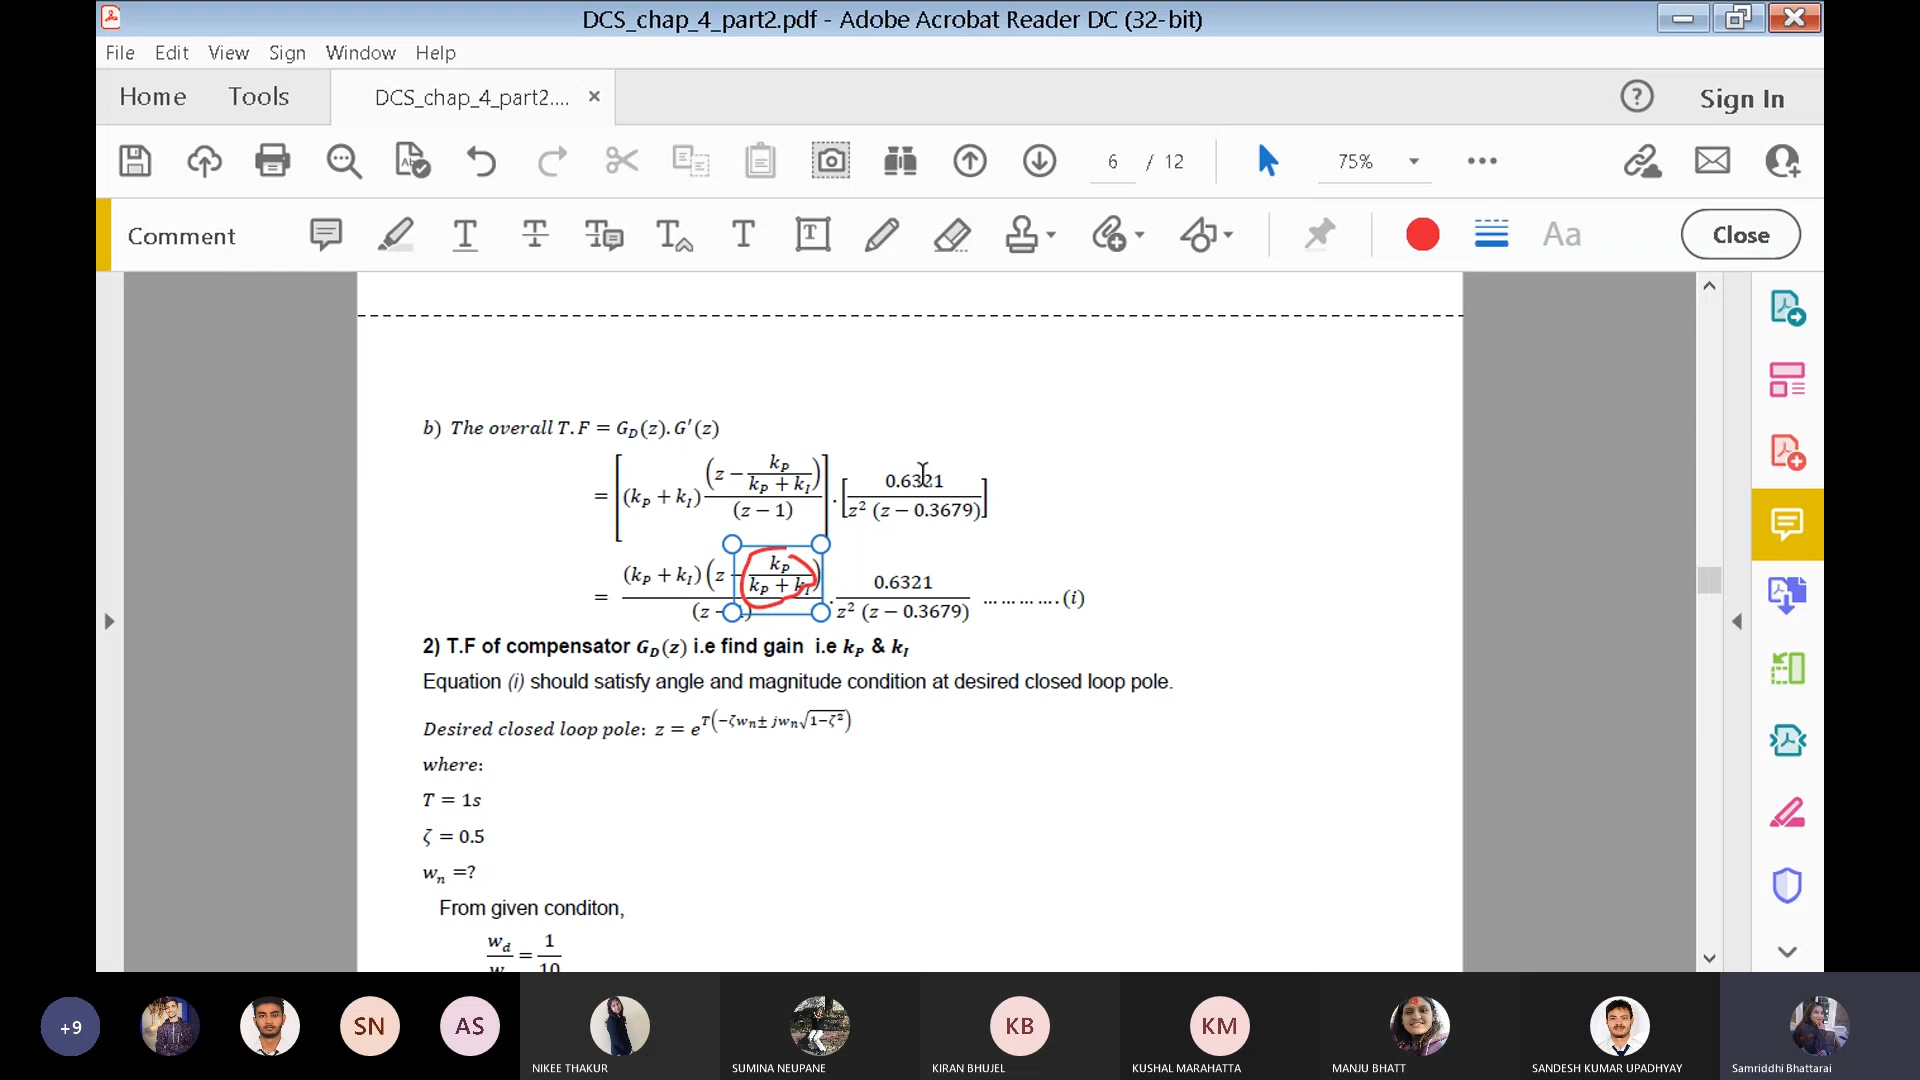 DCS_chap_4_part2.pdf - Adobe Acrobat Reader DC (32-bit)
File Edit View Sign Window Help
Home Tools DCS_chap_4_part2.... × ? Sign In
6 / 12 75%
Comment Aa Close
b) The overall T.F = G_D(z).G'(z)
= [(k_P + k_I) (z − k_P/(k_P + k_I))/(z − 1)] . [0.6321/(z² (z − 0.3679))]
= (k_P + k_I)(z − k_P/(k_P + k_I))/(z − 1) . 0.6321/(z² (z − 0.3679)) ………….(i)
2) T.F of compensator G_D(z) i.e find gain i.e k_P & k_I
Equation (i) should satisfy angle and magnitude condition at desired closed loop pole.
Desired closed loop pole: z = e^{T(−ζw_n ± jw_n√(1−ζ²))}
where:
T = 1s
ζ = 0.5
w_n =?
From given conditon,
w_d/w = 1/10
+9 SN AS KB KM
NIKEE THAKUR SUMINA NEUPANE KIRAN BHUJEL KUSHAL MARAHATTA MANJU BHATT SANDESH KUMAR UPADHYAY Samriddhi Bhattarai